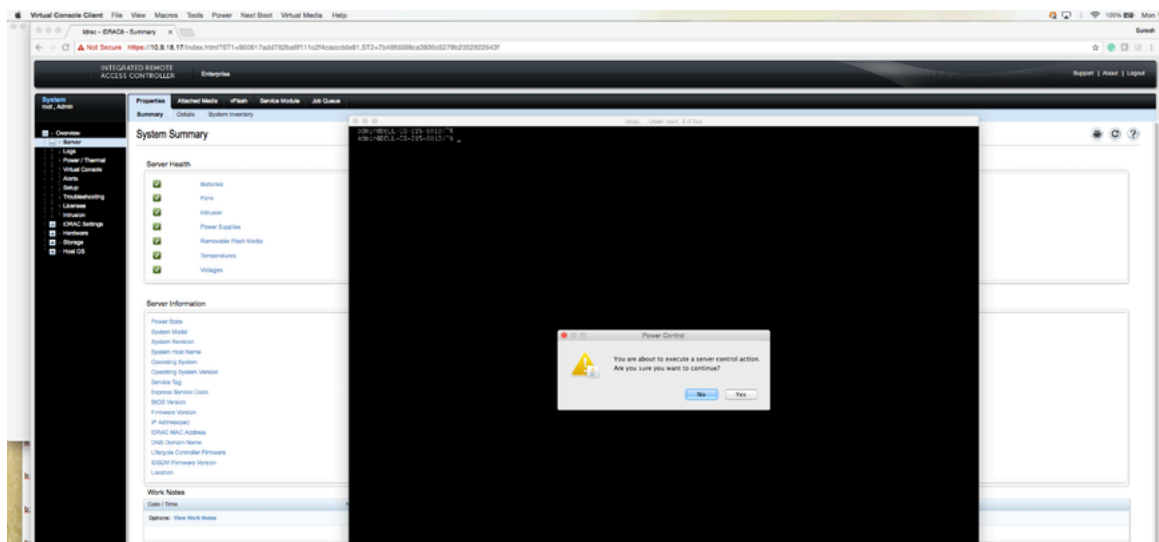 Virtual Console Client File View Macros Tools Power Next Boot Virtual Media Help
100% Mon
idrac - iDRAC8 - Summary
Suresh
Not Secure
INTEGRATED REMOTE
ACCESS CONTROLLER
Enterprise
Support | About | Logout
System
root , Admin
Properties Attached Media vFlash Service Module Job Queue
Summary Details System Inventory
Overview
Server
Logs
Power / Thermal
Virtual Console
Alerts
Setup
Troubleshooting
Licenses
Intrusion
iDRAC Settings
Hardware
Storage
Host OS
System Summary
Server Health
Batteries
Fans
Intrusion
Power Supplies
Removable Flash Media
Temperatures
Voltages
Server Information
Power State
System Model
System Revision
System Host Name
Operating System
Operating System Version
Service Tag
Express Service Code
BIOS Version
Firmware Version
IP Address(es)
iDRAC MAC Address
DNS Domain Name
Lifecycle Controller Firmware
IDSDM Firmware Version
Location
Work Notes
Date / Time
Options: View Work Notes
Power Control
You are about to execute a server control action.
Are you sure you want to continue?
No Yes